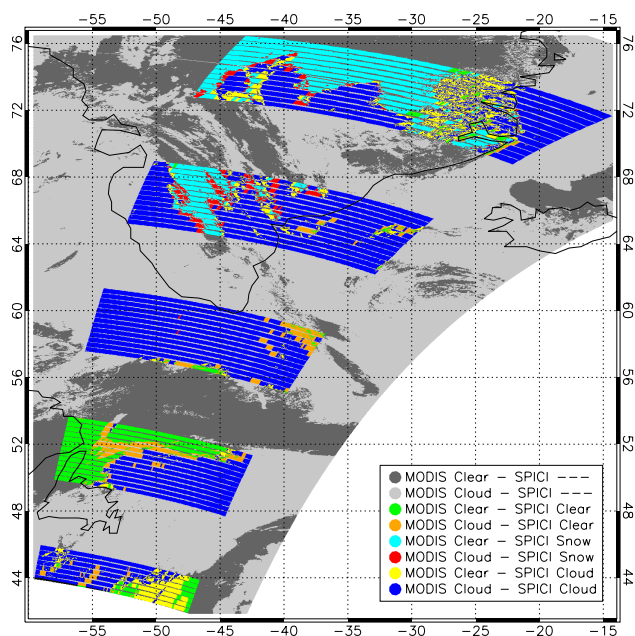 −55 −50 −45 −40 −35 −30 −25 −20 −15
76 76
72 72
68 68
64 64
60 60
56 56
52 52
48 48
44 44
MODIS Clear − SPICI −−−
MODIS Cloud − SPICI −−−
MODIS Clear − SPICI Clear
MODIS Cloud − SPICI Clear
MODIS Clear − SPICI Snow
MODIS Cloud − SPICI Snow
MODIS Clear − SPICI Cloud
MODIS Cloud − SPICI Cloud
−55 −50 −45 −40 −35 −30 −25 −20 −15